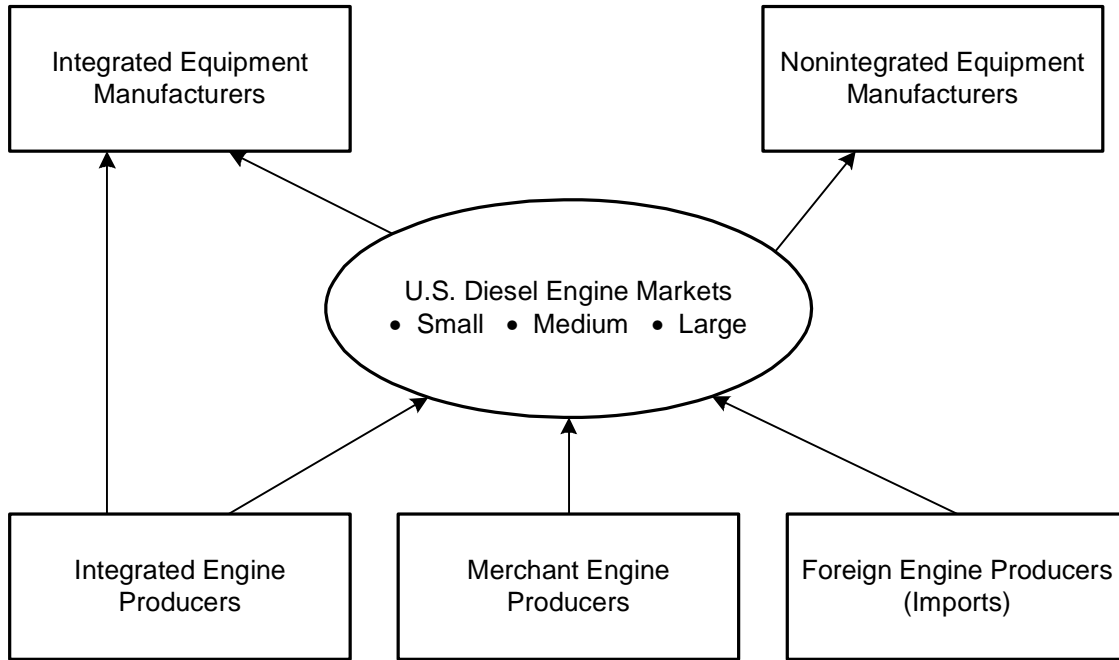 Integrated Equipment
Manufacturers
Nonintegrated Equipment
Manufacturers
U.S. Diesel Engine Markets
• Small • Medium • Large
Integrated Engine
Producers
Merchant Engine
Producers
Foreign Engine Producers
(Imports)